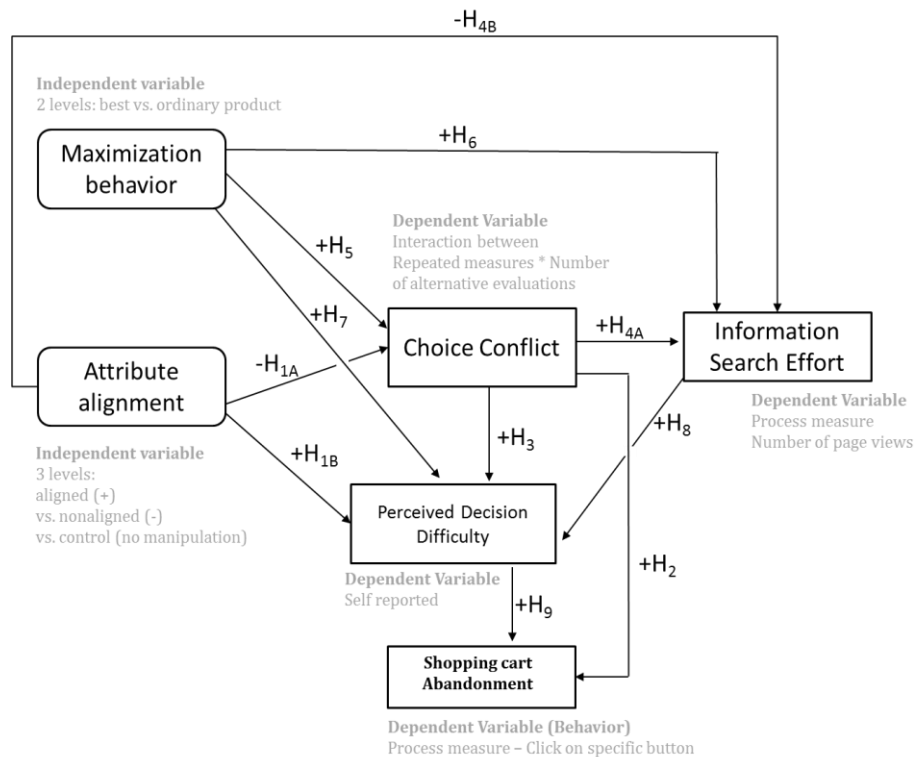 -H4B
Independent variable
2 levels: best vs. ordinary product
+H6
Maximization
behavior
Dependent Variable
Interaction between
Repeated measures * Number
of alternative evaluations
+H5
+H7
Choice Conflict
+H4A
Information
Search Effort
Attribute
alignment
-H1A
Dependent Variable
Process measure
Number of page views
+H3
+H8
Independent variable
3 levels:
aligned (+)
vs. nonaligned (-)
vs. control (no manipulation)
+H1B
Perceived Decision
Difficulty
+H2
Dependent Variable
Self reported
+H9
Shopping cart
Abandonment
Dependent Variable (Behavior)
Process measure – Click on specific button